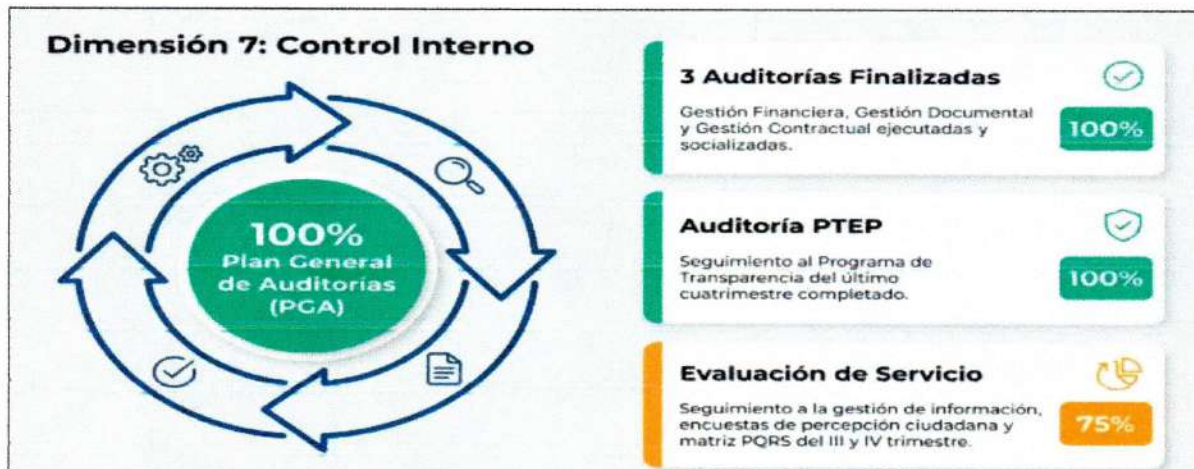 Dimensión 7: Control Interno
100%
Plan General
de Auditorías
(PGA)
3 Auditorías Finalizadas
Gestión Financiera, Gestión Documental
y Gestión Contractual ejecutadas y
socializadas.
100%
Auditoría PTEP
Seguimiento al Programa de
Transparencia del último
cuatrimestre completado.
100%
Evaluación de Servicio
Seguimiento a la gestión de información,
encuestas de percepción ciudadana y
matriz PQRS del III y IV trimestre.
75%